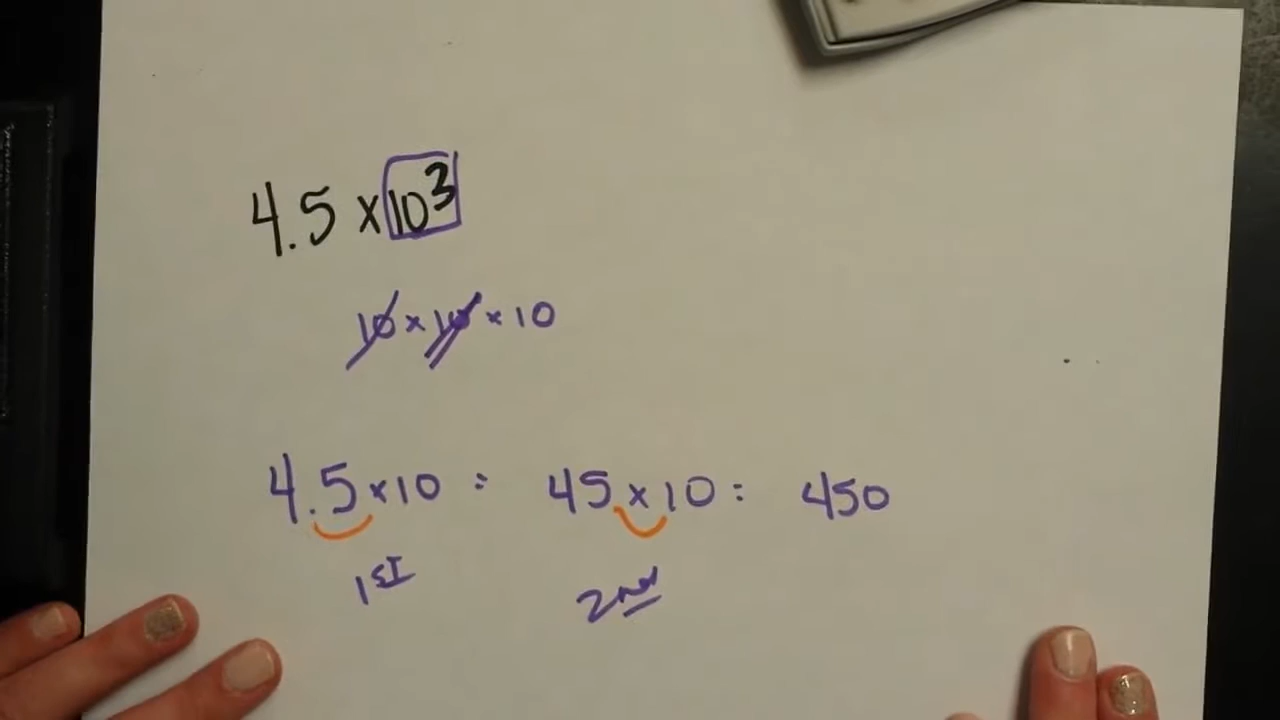 4.5 × 10³
10 × 10 × 10
4.5 × 10 = 45 × 10 = 450
1ST 2nd